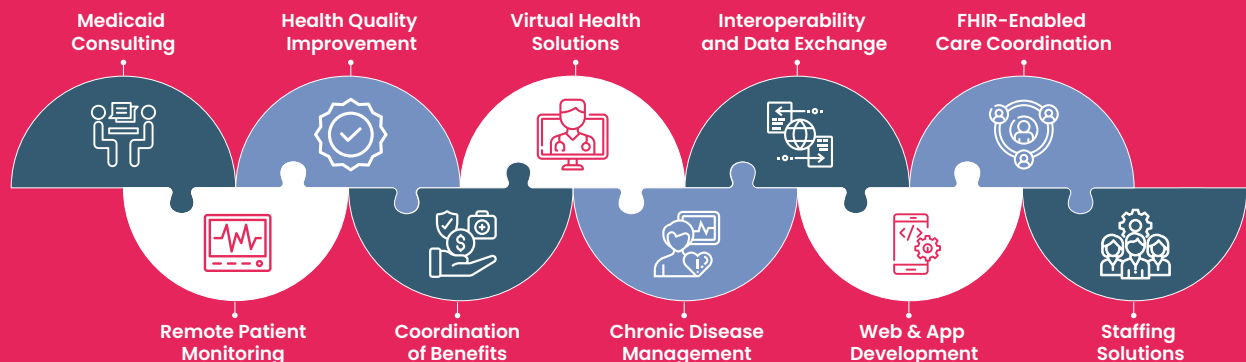 Medicaid
Consulting
Health Quality
Improvement
Virtual Health
Solutions
Interoperability
and Data Exchange
FHIR-Enabled
Care Coordination
$
</>
Remote Patient
Monitoring
Coordination
of Benefits
Chronic Disease
Management
Web & App
Development
Staffing
Solutions